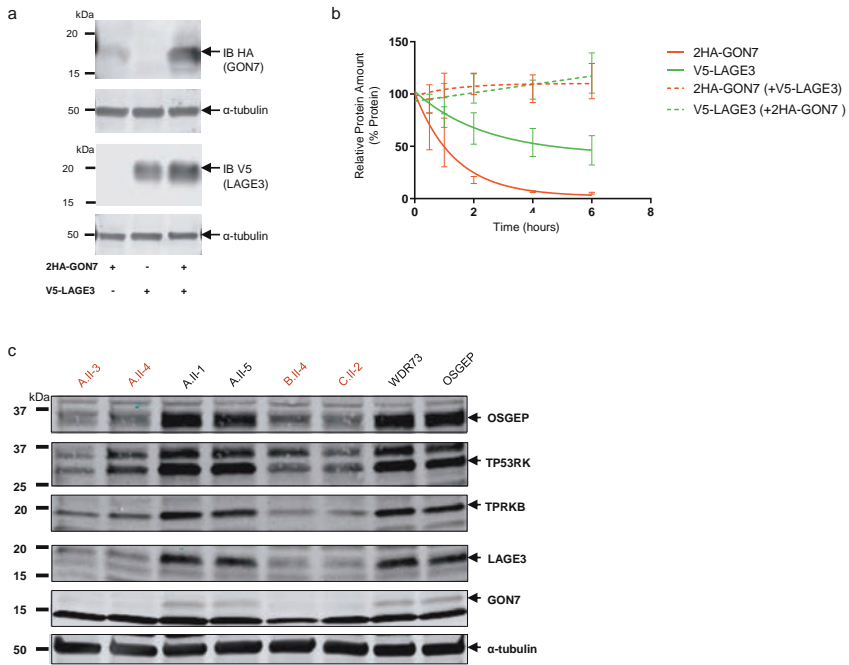 a
kDa
20
15
IB HA
(GON7)
50
α-tubulin
20
15
IB V5
(LAGE3)
50
α-tubulin
2HA-GON7 + - +
V5-LAGE3 - + +
b
Relative Protein Amount
(% Protein)
150
100
50
0
0 2 4 6 8
Time (hours)
2HA-GON7
V5-LAGE3
2HA-GON7 (+V5-LAGE3)
V5-LAGE3 (+2HA-GON7 )
c
A.II-3 A.II-4 A.II-1 A.II-5 B.II-4 C.II-2 WDR73 OSGEP
kDa
37
OSGEP
37
TP53RK
25
20
TPRKB
20
LAGE3
15
GON7
15
50
α-tubulin